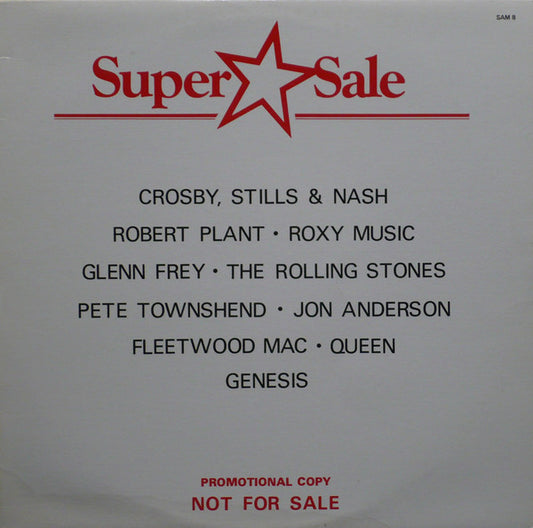 SAM 8
Super Sale
CROSBY, STILLS & NASH
ROBERT PLANT • ROXY MUSIC
GLENN FREY • THE ROLLING STONES
PETE TOWNSHEND • JON ANDERSON
FLEETWOOD MAC • QUEEN
GENESIS
PROMOTIONAL COPY
NOT FOR SALE